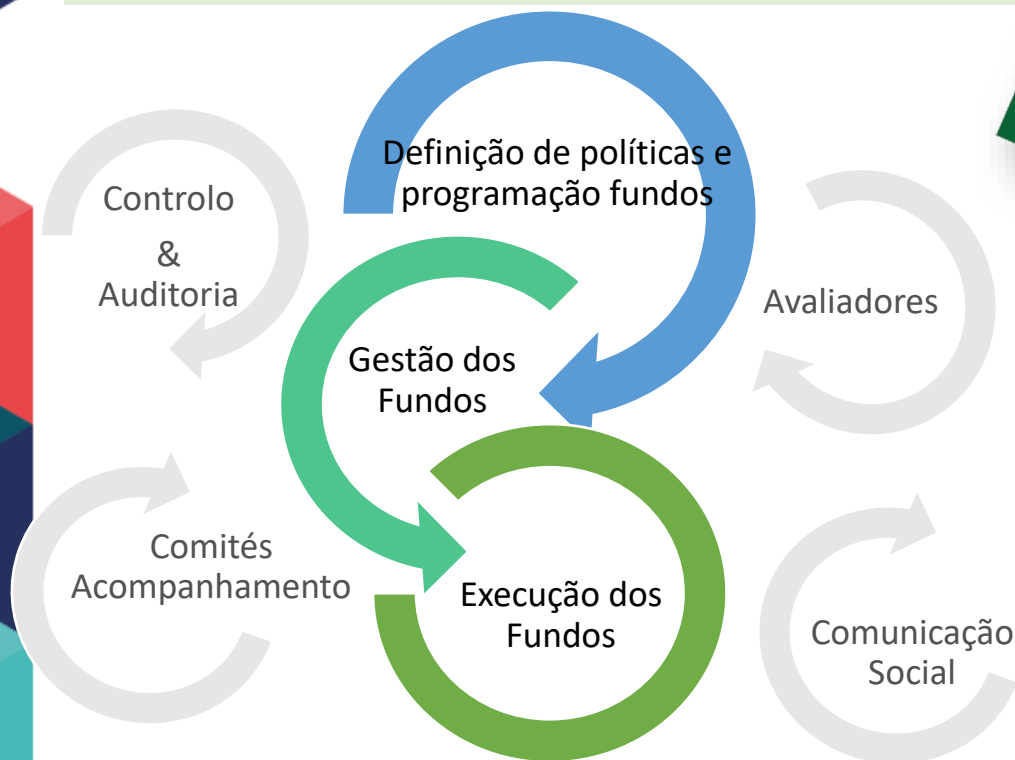 Definição de políticas e
programação fundos
Controlo
&
Auditoria
Avaliadores
Gestão dos
Fundos
Comités
Acompanhamento
Execução dos
Fundos
Comunicação
Social